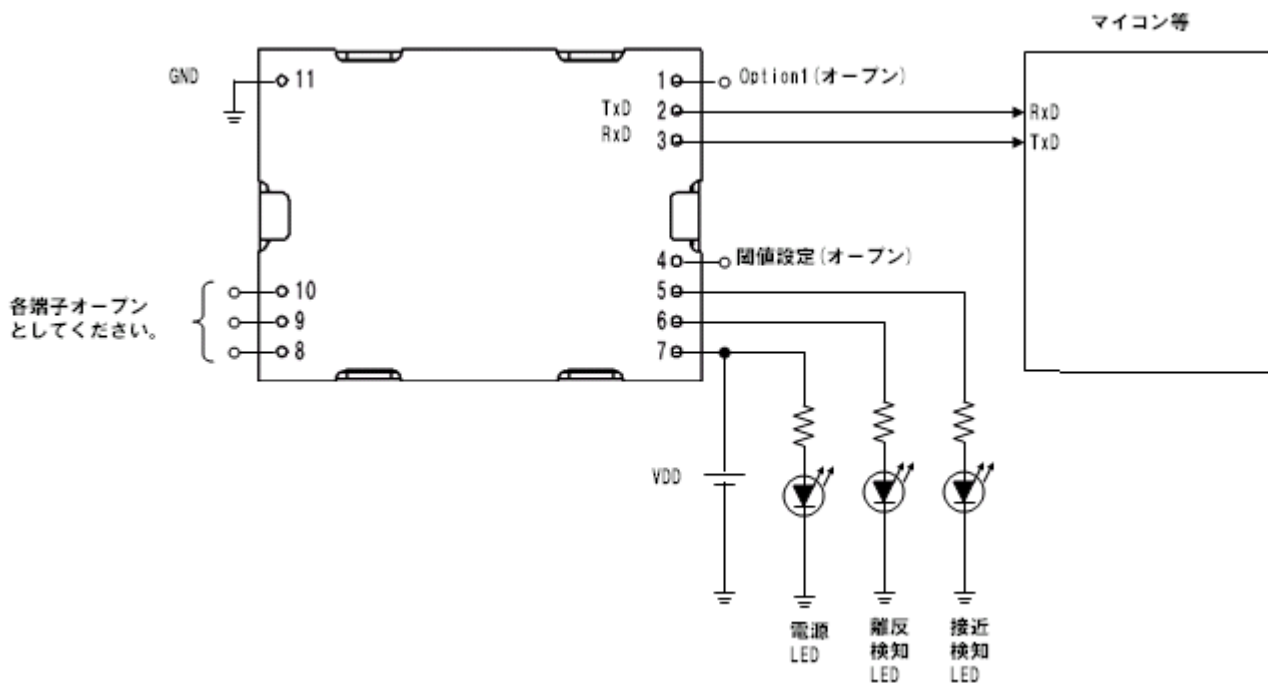 マイコン等
GND
11
1
Option1(オープン)
TxD
2
RxD
RxD
3
TxD
4
閾値設定(オープン)
各端子オープン
としてください。
10
9
8
5
6
7
VDD
電源
LED
離反
検知
LED
接近
検知
LED